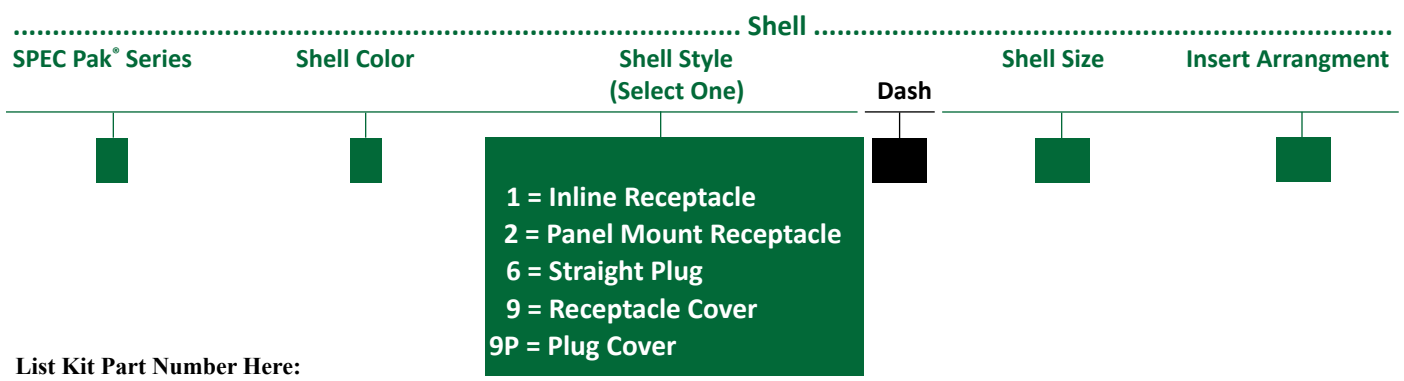 ........................................................................................... Shell .........................................................................
SPEC Pak® Series Shell Color Shell Style Shell Size Insert Arrangment
(Select One) Dash
1 = Inline Receptacle
2 = Panel Mount Receptacle
6 = Straight Plug
9 = Receptacle Cover
9P = Plug Cover
List Kit Part Number Here: